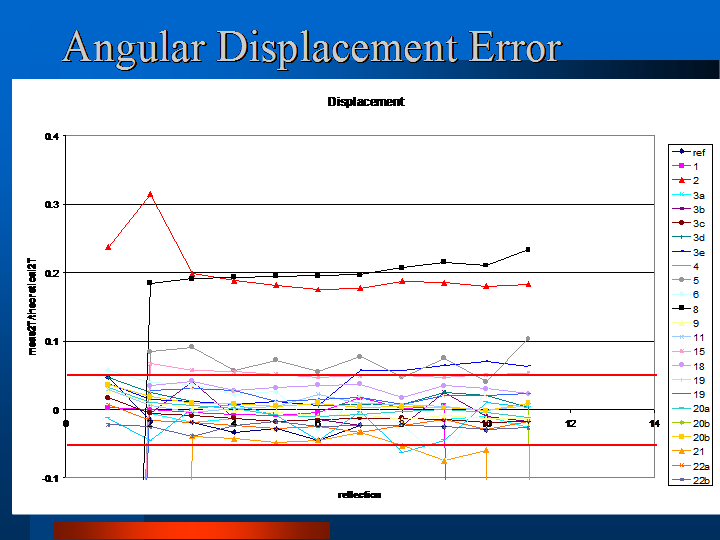 Angular Displacement Error
Displacement
0.4
0.3
0.2
0.1
0
-0.1
0
2
4
6
8
10
12
14
meas2T/theoretical2T
reflection
ref
1
2
3a
3b
3c
3d
3e
4
5
6
8
9
11
15
18
19
19
20a
20b
20b
21
22a
22b